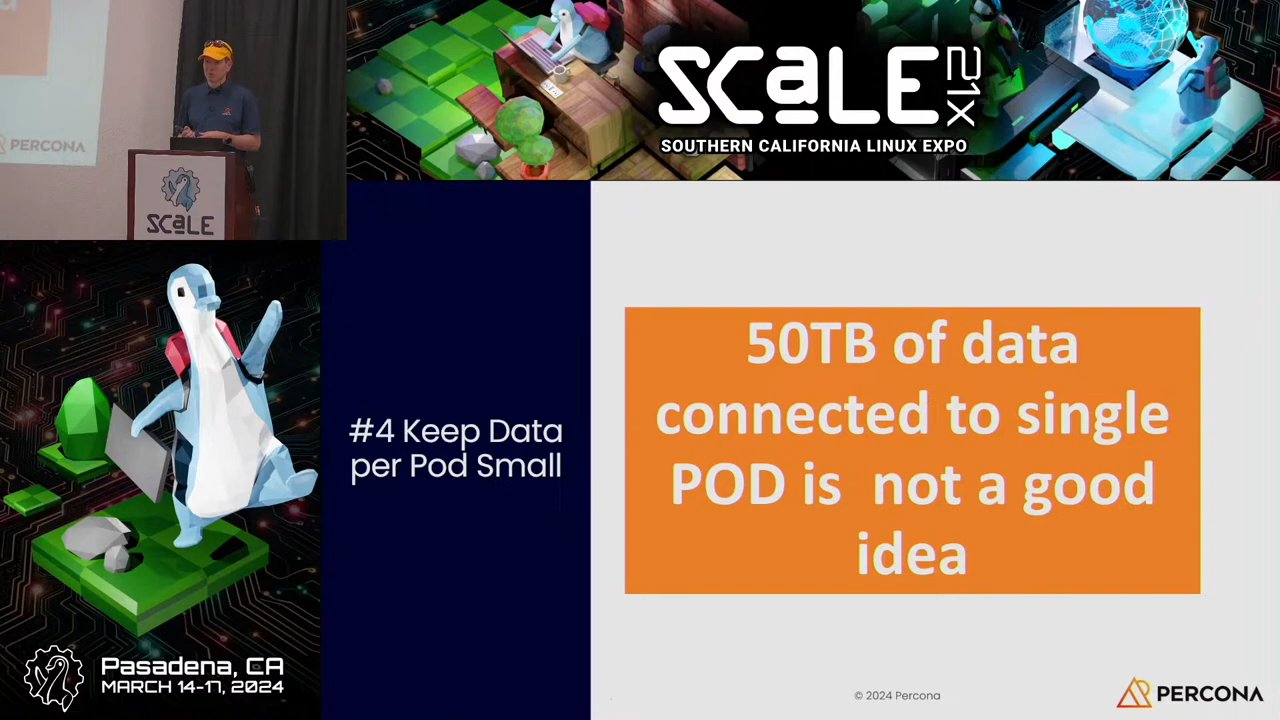 PERCONA
SCaLE
SCaLE 21x
SOUTHERN CALIFORNIA LINUX EXPO
#4 Keep Data
per Pod Small
50TB of data
connected to single
POD is not a good
idea
Pasadena, CA
MARCH 14-17, 2024
© 2024 Percona
PERCONA